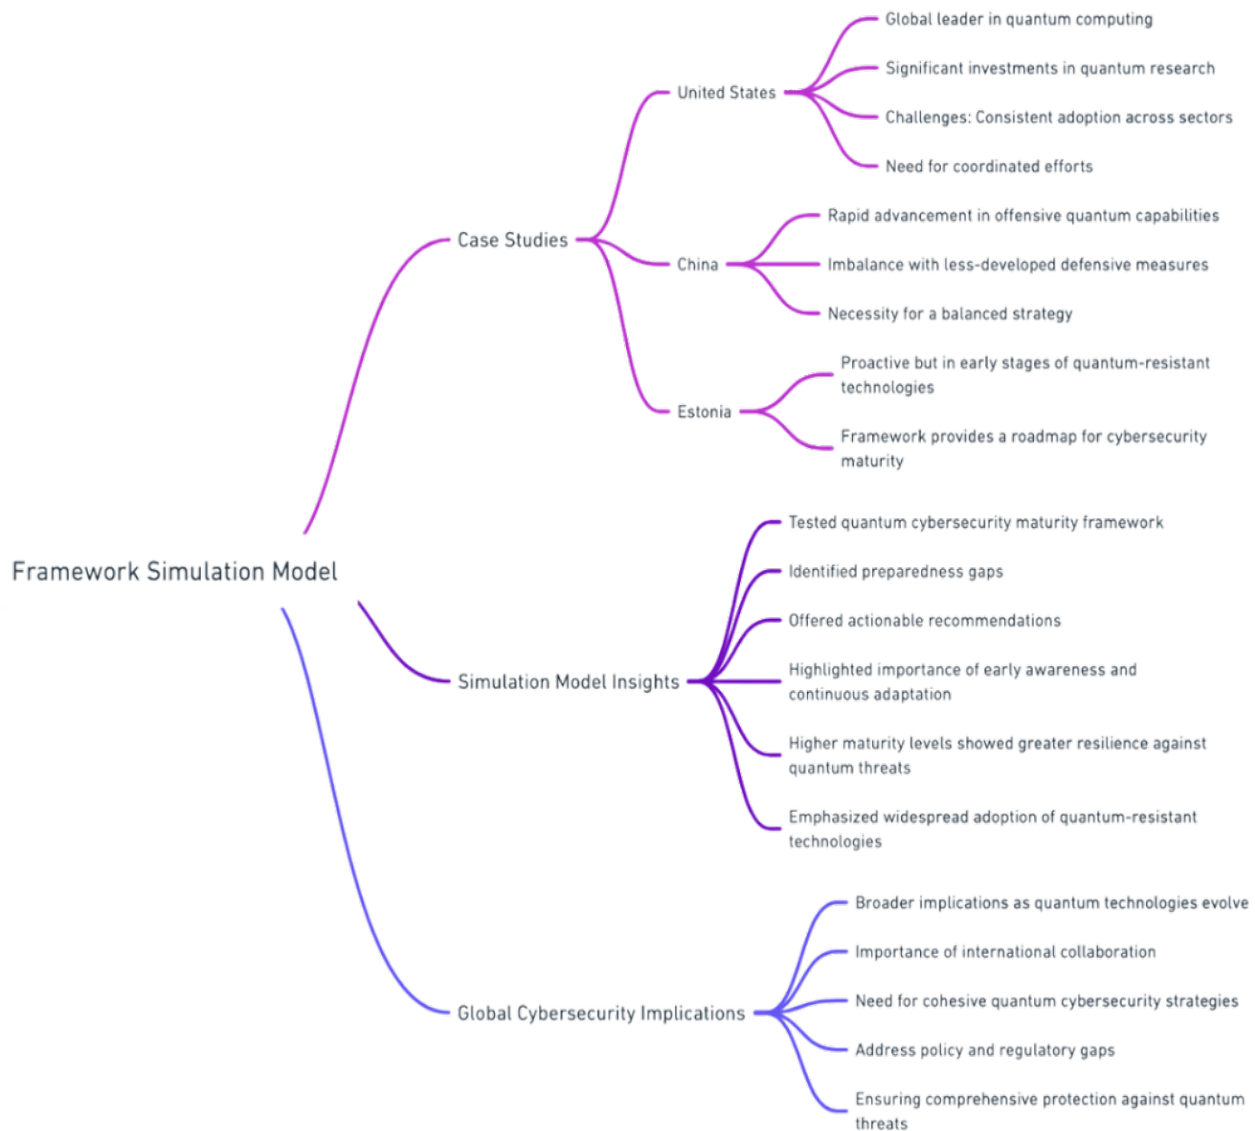 Framework Simulation Model
Case Studies
United States
Global leader in quantum computing
Significant investments in quantum research
Challenges: Consistent adoption across sectors
Need for coordinated efforts
China
Rapid advancement in offensive quantum capabilities
Imbalance with less-developed defensive measures
Necessity for a balanced strategy
Estonia
Proactive but in early stages of quantum-resistant
technologies
Framework provides a roadmap for cybersecurity
maturity
Simulation Model Insights
Tested quantum cybersecurity maturity framework
Identified preparedness gaps
Offered actionable recommendations
Highlighted importance of early awareness and
continuous adaptation
Higher maturity levels showed greater resilience against
quantum threats
Emphasized widespread adoption of quantum-resistant
technologies
Global Cybersecurity Implications
Broader implications as quantum technologies evolve
Importance of international collaboration
Need for cohesive quantum cybersecurity strategies
Address policy and regulatory gaps
Ensuring comprehensive protection against quantum
threats